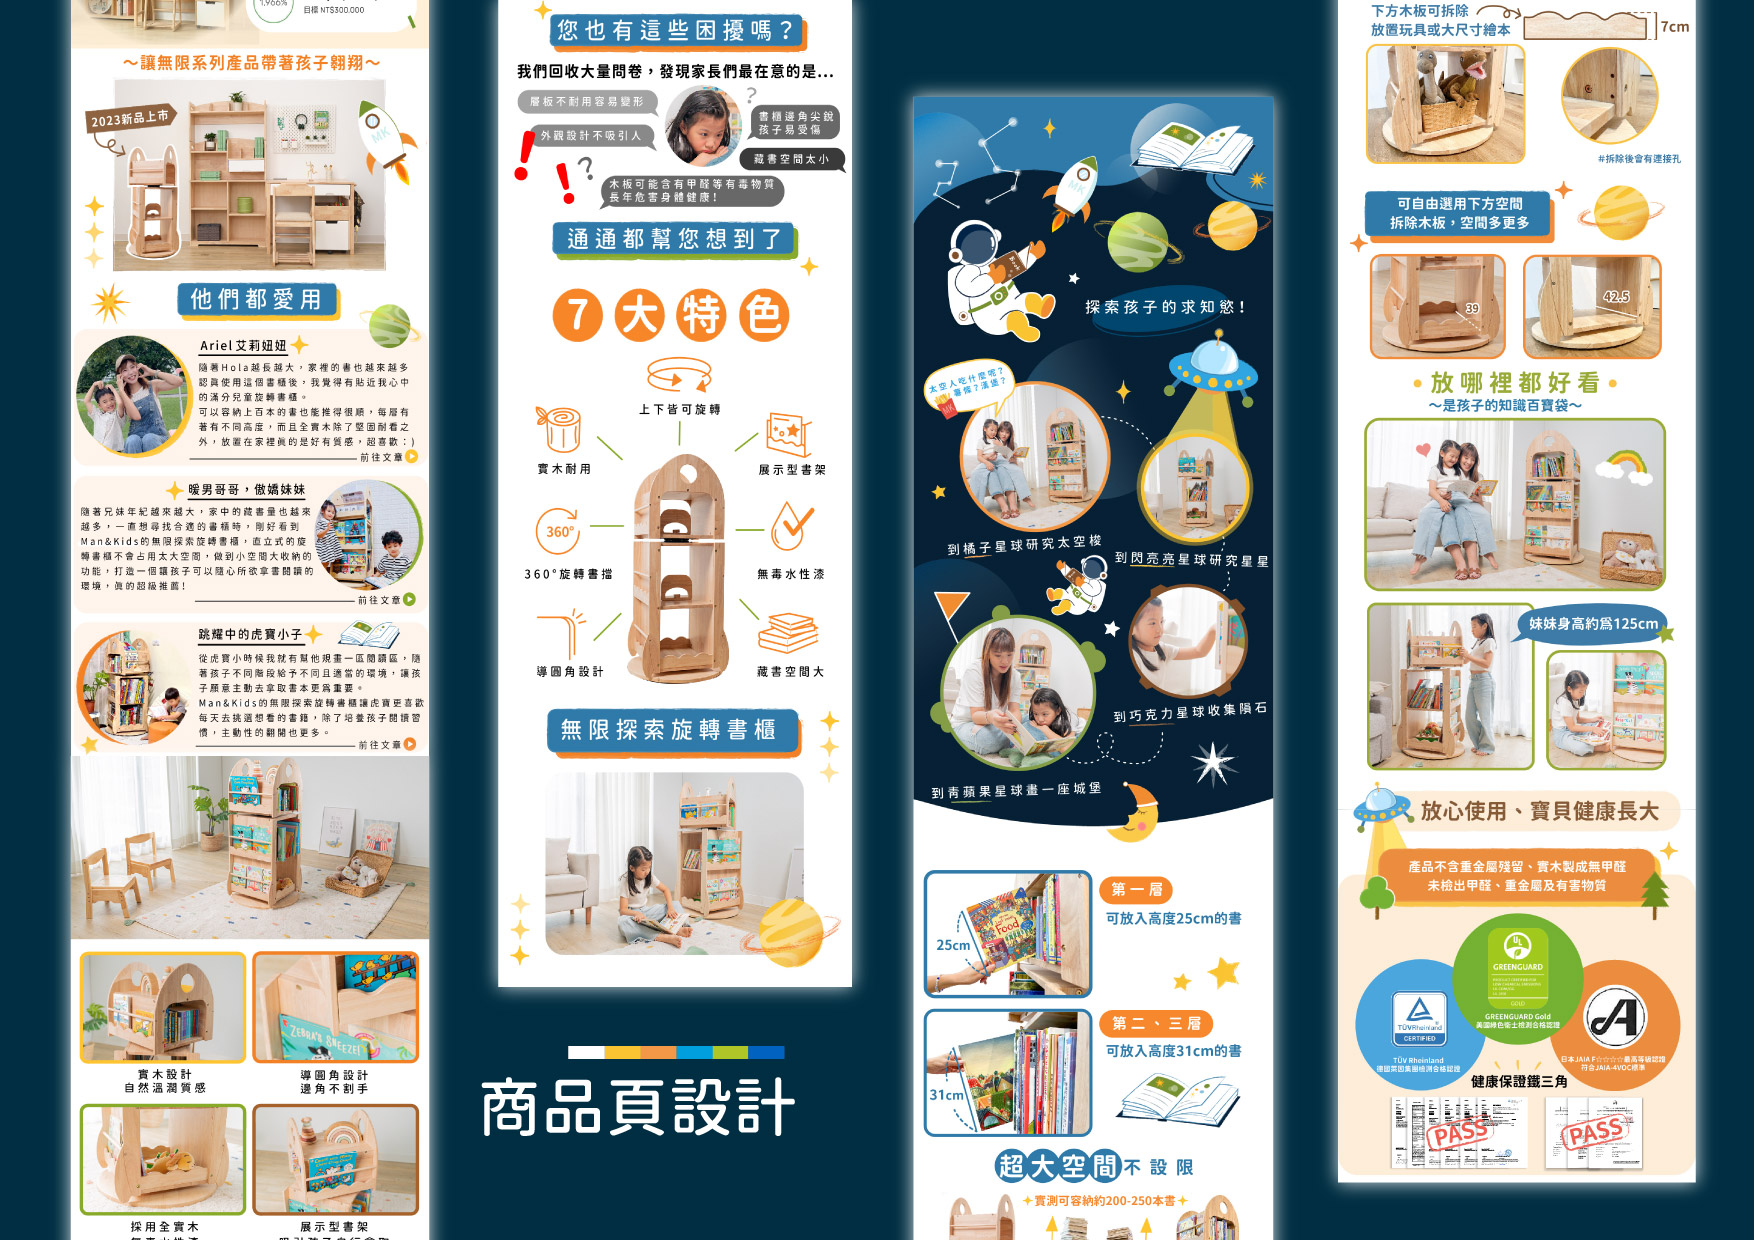 1,966%
目標 NT$300.000
～讓無限系列產品帶著孩子翱翔～
2023新品上市
MK
他們都愛用
Ariel艾莉妞妞
隨著Hola越長越大，家裡的書也越來越多
認真使用這個書櫃後，我覺得有貼近我心中
的滿分兒童旋轉書櫃。
可以容納上百本的書也能推得很順，每層有
著有不同高度，而且全實木除了堅固耐看之
外，放置在家裡真的是好有質感，超喜歡：)
前往文章
暖男哥哥，傲嬌妹妹
隨著兄妹年紀越來越大，家中的藏書量也越來
越多，一直想尋找合適的書櫃時，剛好看到
Man&Kids的無限探索旋轉書櫃，直立式的旋
轉書櫃不會占用太大空間，做到小空間大收納的
功能，打造一個讓孩子可以隨心所欲拿書閱讀的
環境，真的超級推薦!
前往文章
跳耀中的虎寶小子
從虎寶小時候我就有幫他規畫一區閱讀區，隨
著孩子不同階段給予不同且適當的環境，讓孩
子願意主動去拿取書本更為重要。
Man&Kids的無限探索旋轉書櫃讓虎寶更喜歡
每天去挑選想看的書籍，除了培養孩子閱讀習
慣，主動性的翻閱也更多。
前往文章
ZEBRA'S SNEEZE!
實木設計
自然溫潤質感
導圓角設計
邊角不割手
採用全實木
展示型書架
您也有這些困擾嗎？
我們回收大量問卷，發現家長們最在意的是...
層板不耐用容易變形
外觀設計不吸引人
書櫃邊角尖銳
孩子易受傷
藏書空間太小
木板可能含有甲醛等有毒物質
長年危害身體健康!
通通都幫您想到了
7大特色
上下皆可旋轉
實木耐用
展示型書架
360°
360°旋轉書擋
無毒水性漆
導圓角設計
藏書空間大
無限探索旋轉書櫃
商品頁設計
MK
Book
探索孩子的求知慾！
太空人吃什麼呢？
薯條？漢堡？
MK
到橘子星球研究太空梭
到閃亮亮星球研究星星
到巧克力星球收集隕石
到青蘋果星球畫一座城堡
第一層
可放入高度25cm的書
25cm
Food
第二、三層
可放入高度31cm的書
31cm
超大空間不設限
實測可容納約200-250本書
下方木板可拆除
放置玩具或大尺寸繪本
7cm
#拆除後會有連接孔
可自由選用下方空間
拆除木板，空間多更多
39
42.5
• 放哪裡都好看 •
～是孩子的知識百寶袋～
妹妹身高約為125cm
放心使用、寶貝健康長大
產品不含重金屬殘留、實木製成無甲醛
未檢出甲醛、重金屬及有害物質
UL
GREENGUARD
GOLD
GREENGUARD Gold
美國綠色衛士檢測合格認證
TÜVRheinland
CERTIFIED
TÜV Rheinland
德國萊因集團檢測合格認證
日本JAIA F☆☆☆☆最高等級認證
符合JAIA-4VOC標準
健康保證鐵三角
PASS
PASS